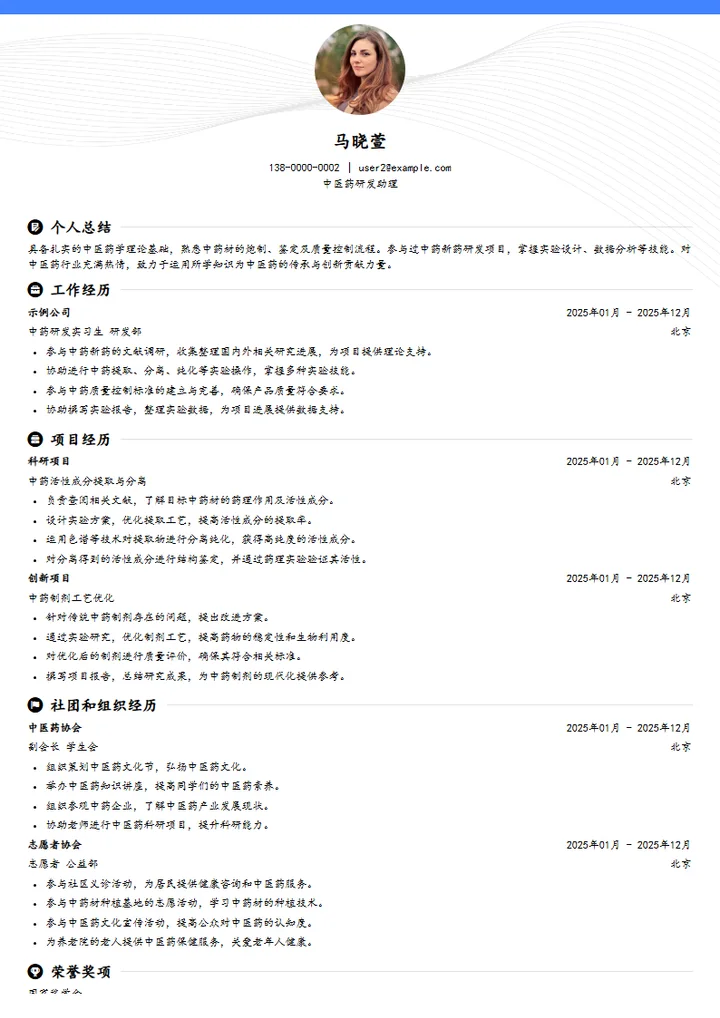 马晓萱
138-0000-0002 | user2@example.com
中医药研发助理
个人总结
具备扎实的中医药学理论基础，熟悉中药材的炮制、鉴定及质量控制流程。参与过中药新药研发项目，掌握实验设计、数据分析等技能。对
中医药行业充满热情，致力于运用所学知识为中医药的传承与创新贡献力量。
工作经历
示例公司 2025年01月 - 2025年12月
中药研发实习生 研发部 北京
• 参与中药新药的文献调研，收集整理国内外相关研究进展，为项目提供理论支持。
• 协助进行中药提取、分离、纯化等实验操作，掌握多种实验技能。
• 参与中药质量控制标准的建立与完善，确保产品质量符合要求。
• 协助撰写实验报告，整理实验数据，为项目进展提供数据支持。
项目经历
科研项目 2025年01月 - 2025年12月
中药活性成分提取与分离 北京
• 负责查阅相关文献，了解目标中药材的药理作用及活性成分。
• 设计实验方案，优化提取工艺，提高活性成分的提取率。
• 运用色谱等技术对提取物进行分离纯化，获得高纯度的活性成分。
• 对分离得到的活性成分进行结构鉴定，并通过药理实验验证其活性。
创新项目 2025年01月 - 2025年12月
中药制剂工艺优化 北京
• 针对传统中药制剂存在的问题，提出改进方案。
• 通过实验研究，优化制剂工艺，提高药物的稳定性和生物利用度。
• 对优化后的制剂进行质量评价，确保其符合相关标准。
• 撰写项目报告，总结研究成果，为中药制剂的现代化提供参考。
社团和组织经历
中医药协会 2025年01月 - 2025年12月
副会长 学生会 北京
• 组织策划中医药文化节，弘扬中医药文化。
• 举办中医药知识讲座，提高同学们的中医药素养。
• 组织参观中药企业，了解中医药产业发展现状。
• 协助老师进行中医药科研项目，提升科研能力。
志愿者协会 2025年01月 - 2025年12月
志愿者 公益部 北京
• 参与社区义诊活动，为居民提供健康咨询和中医药服务。
• 参与中药材种植基地的志愿活动，学习中药材的种植技术。
• 参与中医药文化宣传活动，提高公众对中医药的认知度。
• 为养老院的老人提供中医药保健服务，关爱老年人健康。
荣誉奖项